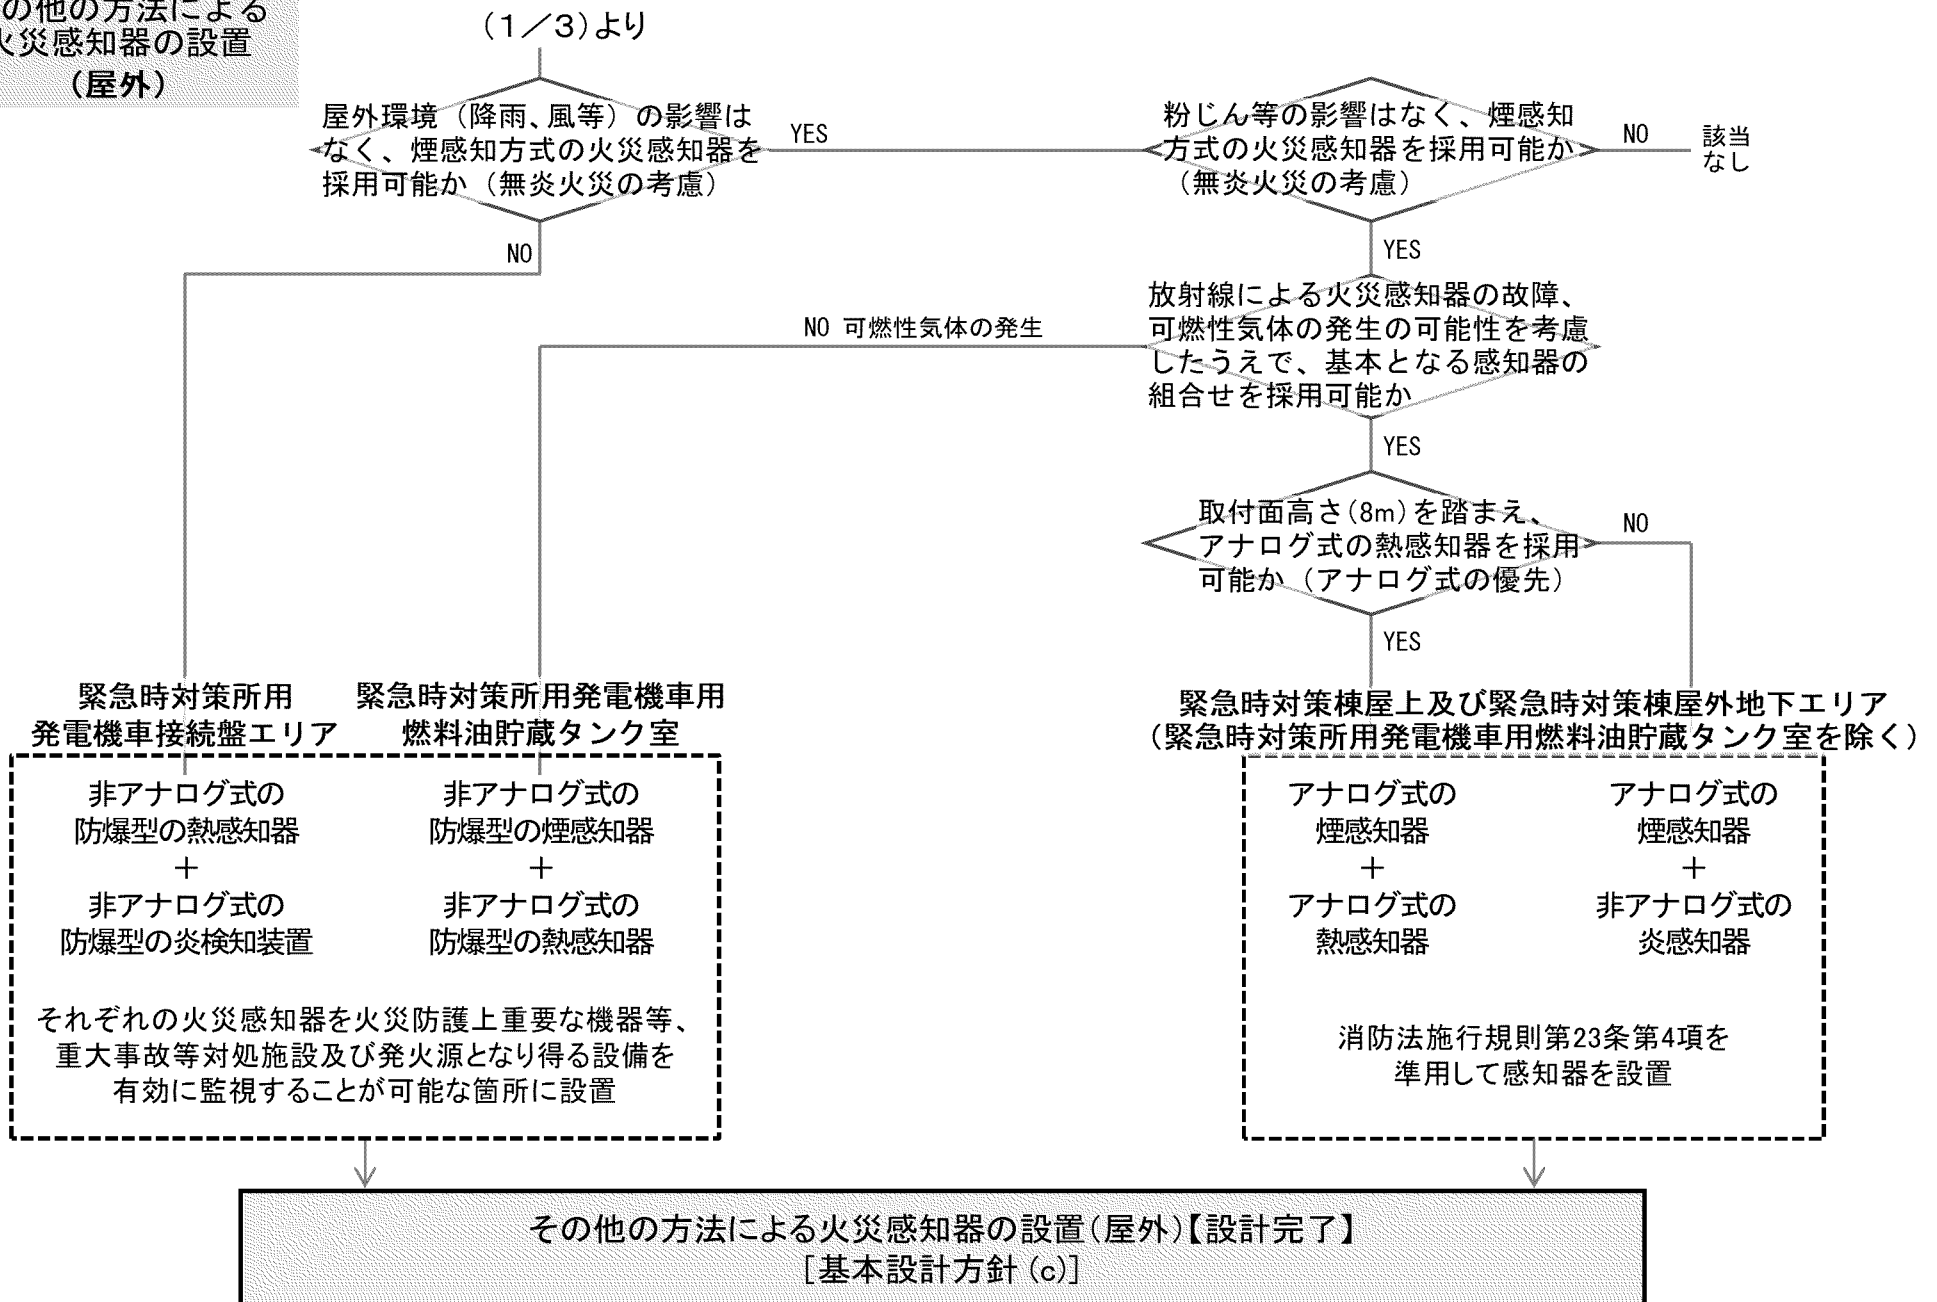 の他の方法による
火災感知器の設置
(屋外)
(1/3)より
屋外環境(降雨、風等)の影響は
なく、煙感知方式の火災感知器を
採用可能か(無炎火災の考慮)
YES
粉じん等の影響はなく、煙感知
方式の火災感知器を採用可能か
(無炎火災の考慮)
NO
該当
なし
NO
YES
放射線による火災感知器の故障、
可燃性気体の発生の可能性を考慮
したうえで、基本となる感知器の
組合せを採用可能か
NO 可燃性気体の発生
YES
取付面高さ(8m)を踏まえ、
アナログ式の熱感知器を採用
可能か(アナログ式の優先)
NO
YES
緊急時対策所用
発電機車接続盤エリア
緊急時対策所用発電機車用
燃料油貯蔵タンク室
緊急時対策棟屋上及び緊急時対策棟屋外地下エリア
(緊急時対策所用発電機車用燃料油貯蔵タンク室を除く)
非アナログ式の
防爆型の熱感知器
+
非アナログ式の
防爆型の炎検知装置
非アナログ式の
防爆型の煙感知器
+
非アナログ式の
防爆型の熱感知器
それぞれの火災感知器を火災防護上重要な機器等、
重大事故等対処施設及び発火源となり得る設備を
有効に監視することが可能な箇所に設置
アナログ式の
煙感知器
+
アナログ式の
熱感知器
アナログ式の
煙感知器
+
非アナログ式の
炎感知器
消防法施行規則第23条第4項を
準用して感知器を設置
その他の方法による火災感知器の設置(屋外)【設計完了】
[基本設計方針(c)]